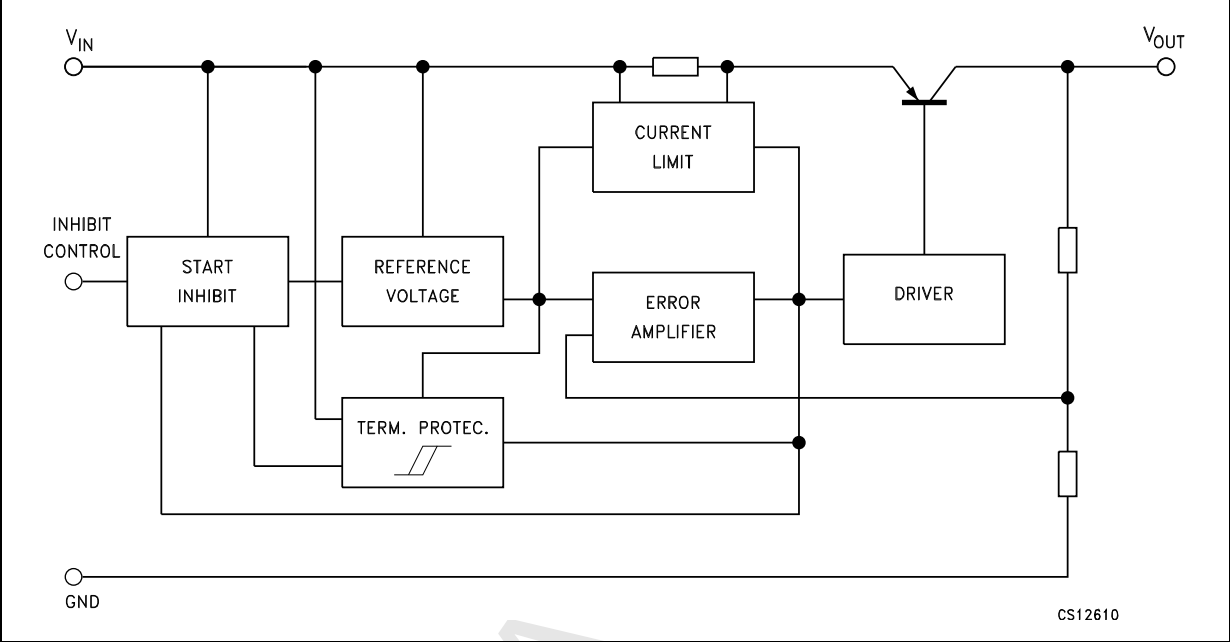 VIN
VOUT
CURRENT
LIMIT
INHIBIT
CONTROL
START
INHIBIT
REFERENCE
VOLTAGE
ERROR
AMPLIFIER
DRIVER
TERM. PROTEC.
GND
CS12610